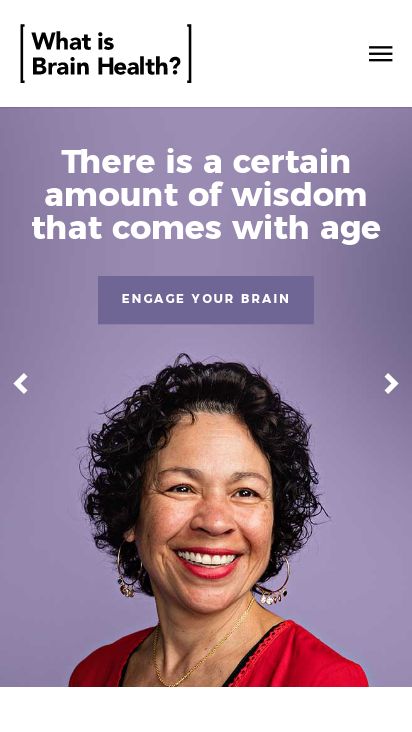 What is
Brain Health?
There is a certain
amount of wisdom
that comes with age
ENGAGE YOUR BRAIN